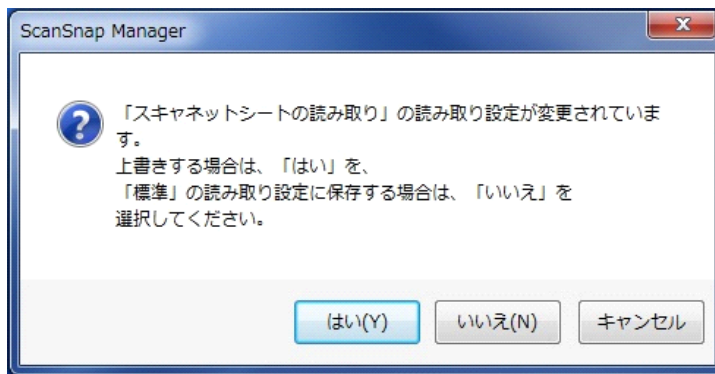 ScanSnap Manager
「スキャネットシートの読み取り」の読み取り設定が変更されていま
す。
上書きする場合は、「はい」を、
「標準」の読み取り設定に保存する場合は、「いいえ」を
選択してください。
はい(Y) いいえ(N) キャンセル